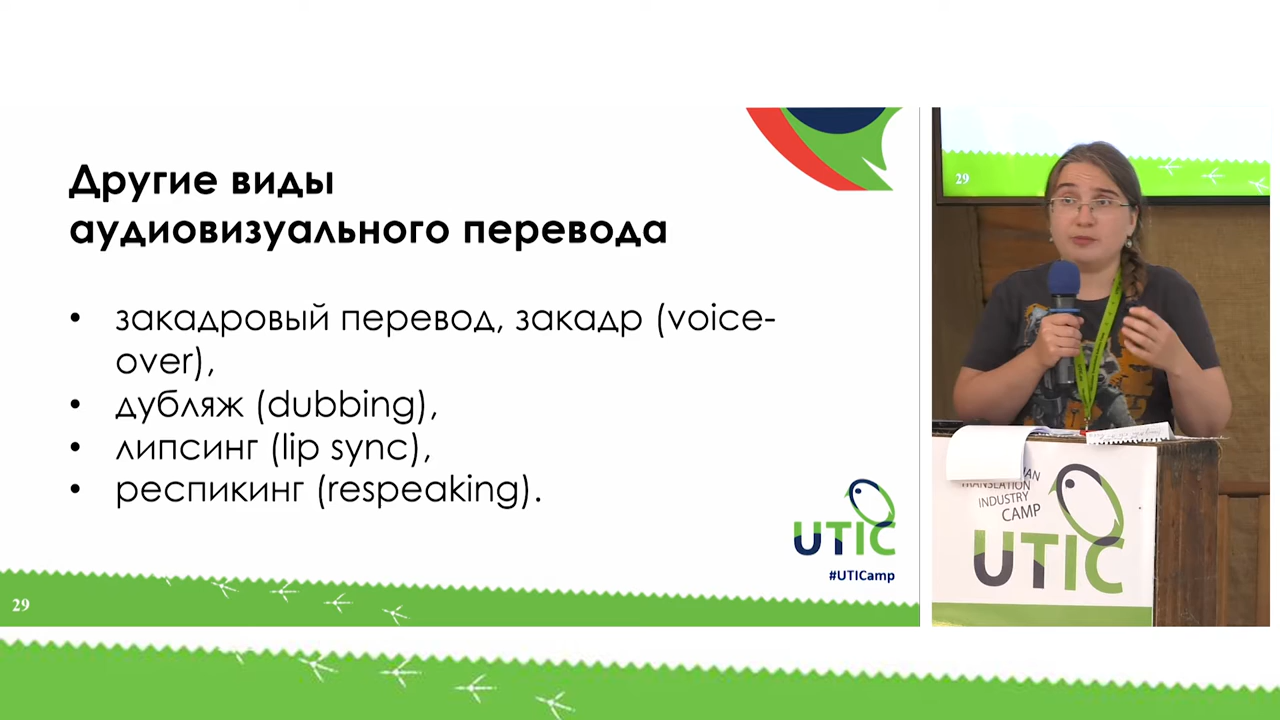 Другие виды
аудиовизуального перевода
• закадровый перевод, закадр (voice-
over),
• дубляж (dubbing),
• липсинг (lip sync),
• респикинг (respeaking).
UTIC
#UTICamp
29
29
TRANSLATION
INDUSTRY
CAMP
UTIC